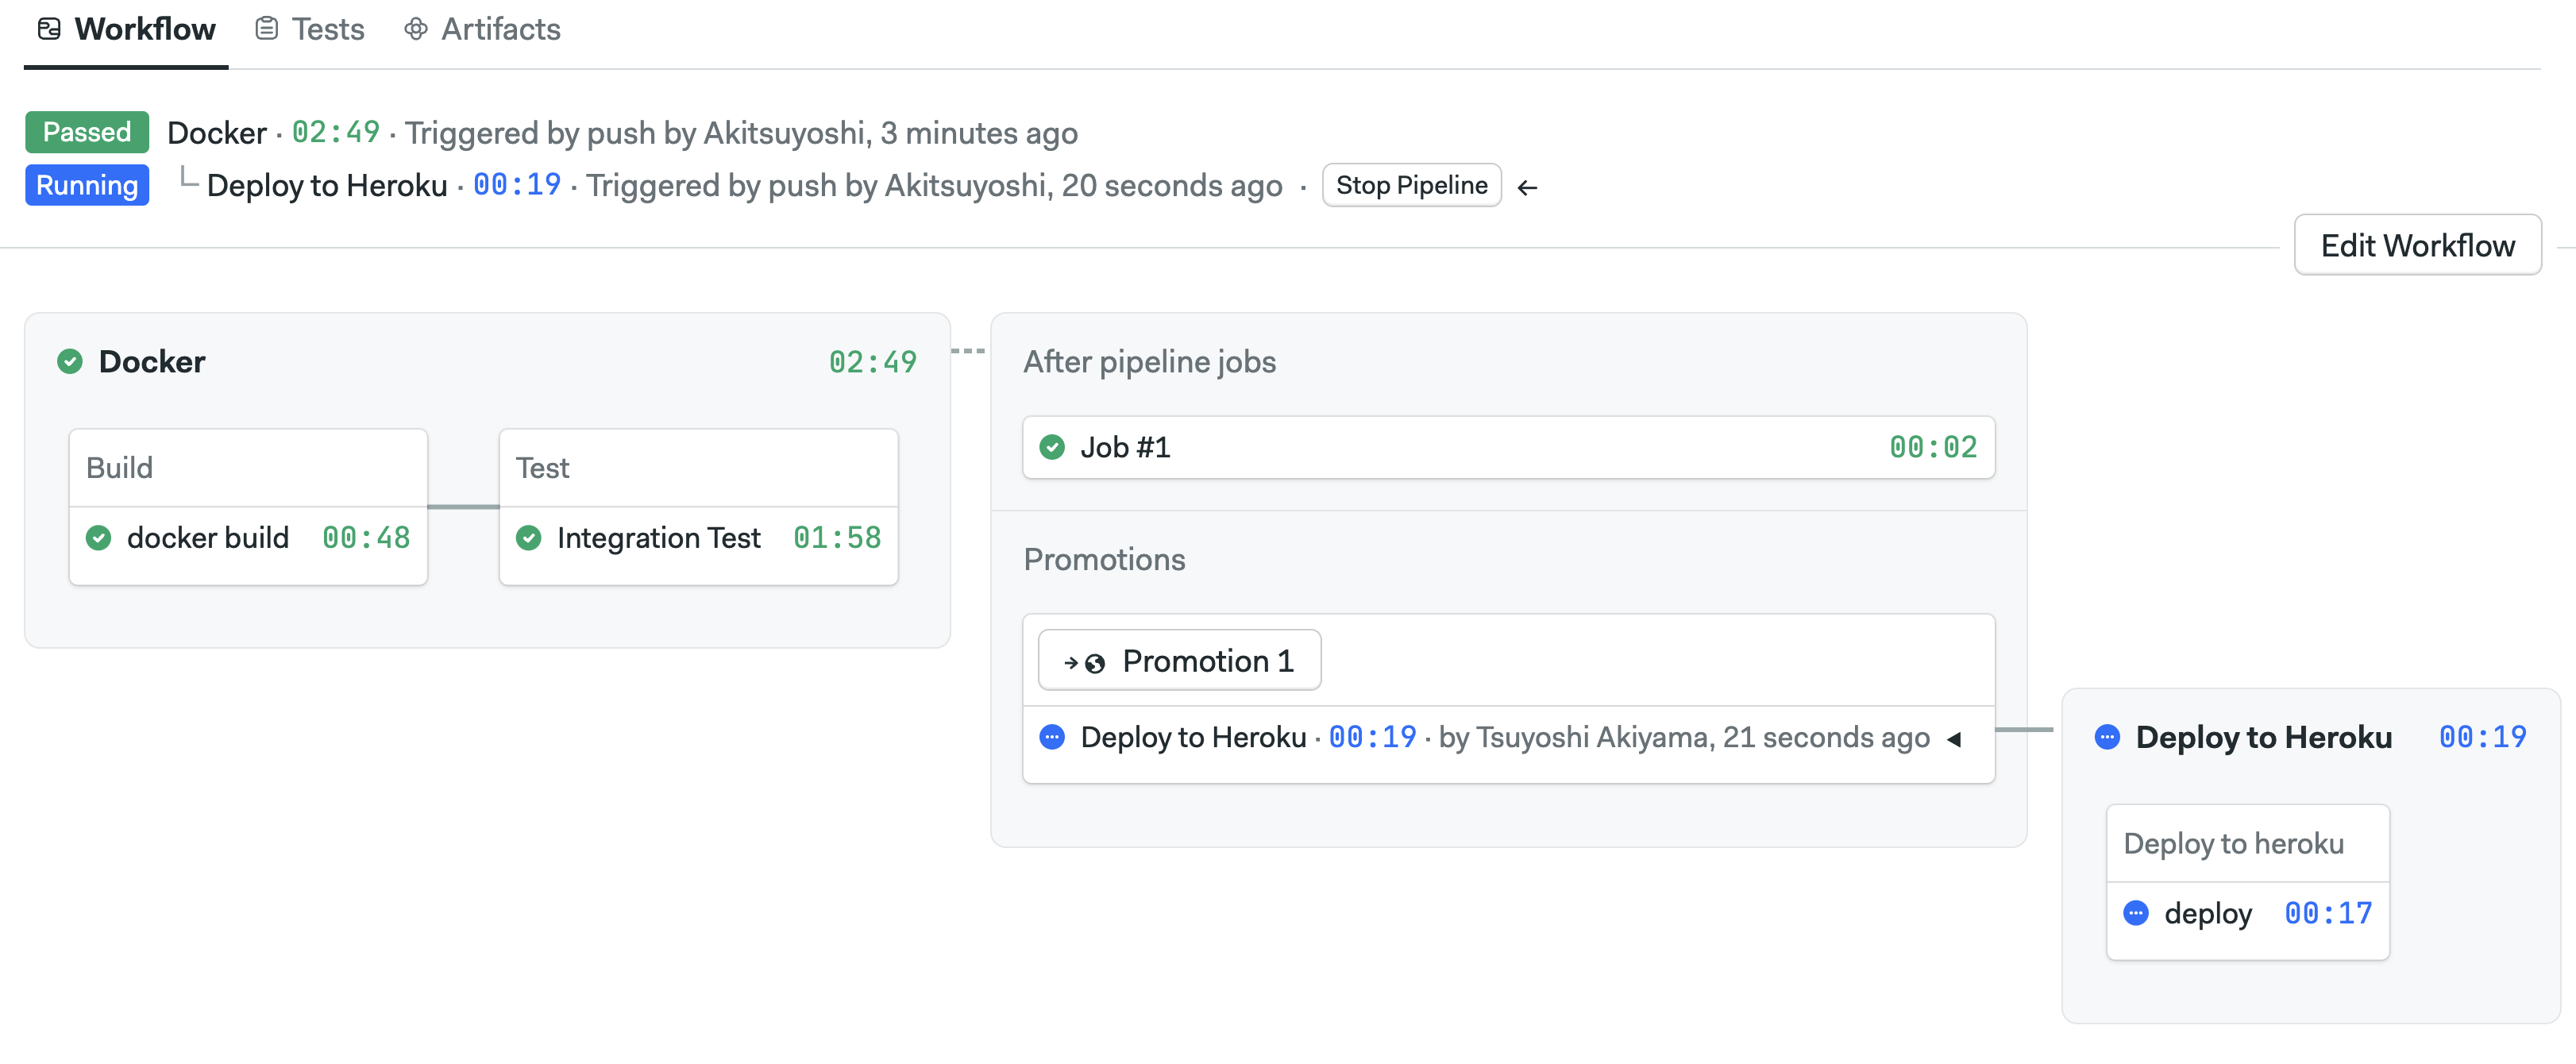 Workflow Tests Artifacts
Passed Docker · 02:49 · Triggered by push by Akitsuyoshi, 3 minutes ago
Running Deploy to Heroku · 00:19 · Triggered by push by Akitsuyoshi, 20 seconds ago · Stop Pipeline ←
Edit Workflow
Docker 02:49
Build
docker build 00:48
Test
Integration Test 01:58
After pipeline jobs
Job #1 00:02
Promotions
Promotion 1
Deploy to Heroku · 00:19 · by Tsuyoshi Akiyama, 21 seconds ago ◀
Deploy to Heroku 00:19
Deploy to heroku
deploy 00:17